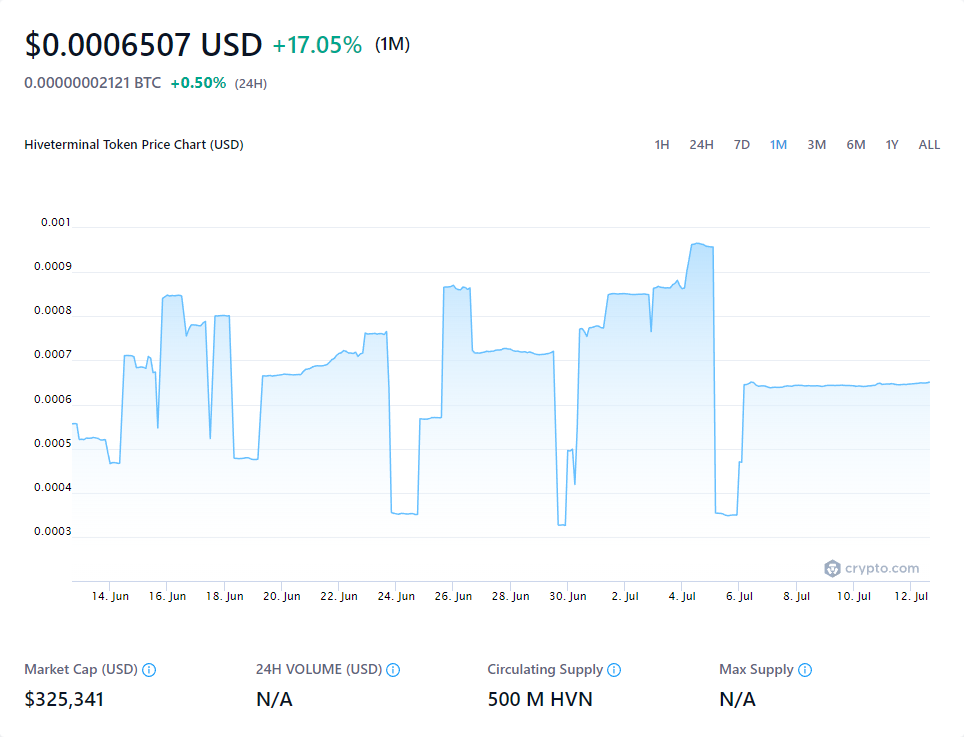 $0.0006507 USD +17.05% (1M)
0.00000002121 BTC +0.50% (24H)
Hiveterminal Token Price Chart (USD) 1H 24H 7D 1M 3M 6M 1Y ALL
0.001
0.0009
0.0008
0.0007
0.0006
0.0005
0.0004
0.0003
crypto.com
14. Jun 16. Jun 18. Jun 20. Jun 22. Jun 24. Jun 26. Jun 28. Jun 30. Jun 2. Jul 4. Jul 6. Jul 8. Jul 10. Jul 12. Jul
Market Cap (USD) 24H VOLUME (USD) Circulating Supply Max Supply
$325,341 N/A 500 M HVN N/A